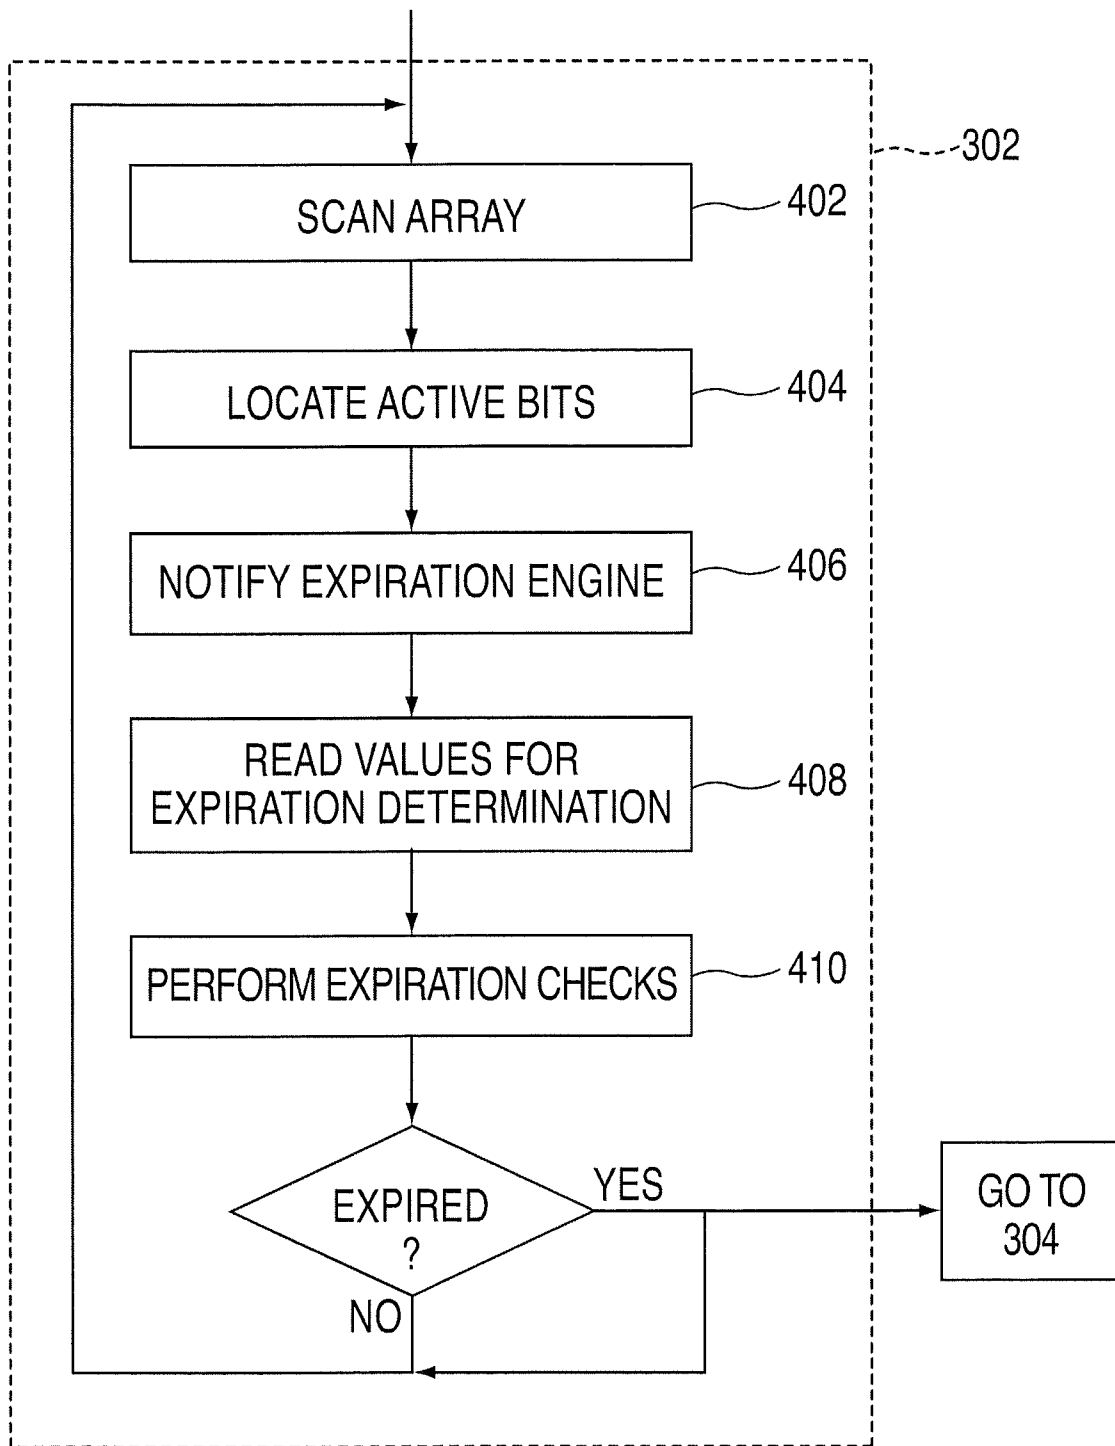 302
SCAN ARRAY
402
LOCATE ACTIVE BITS
404
NOTIFY EXPIRATION ENGINE
406
READ VALUES FOR
EXPIRATION DETERMINATION
408
PERFORM EXPIRATION CHECKS
410
EXPIRED
?
YES
NO
GO TO
304